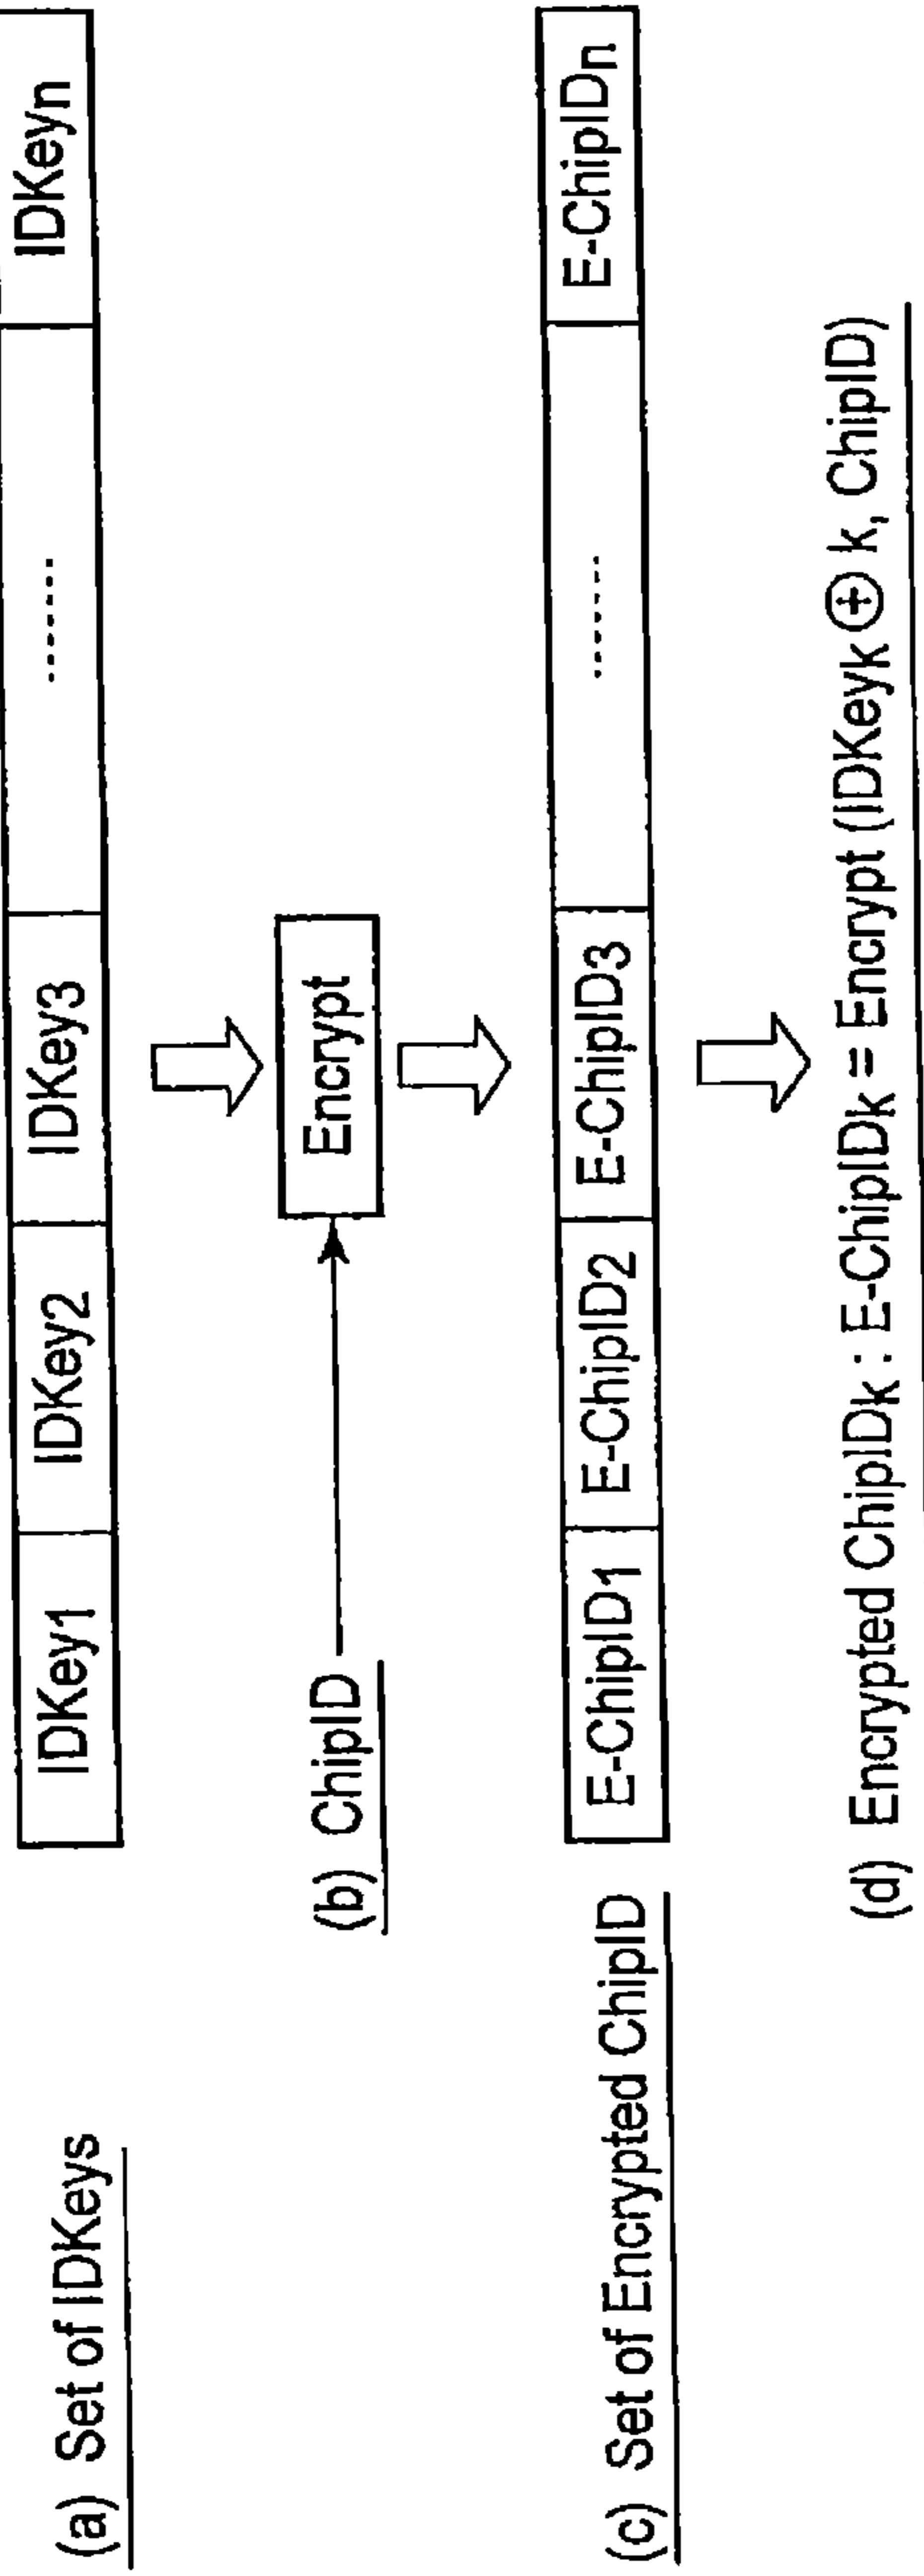 (a) Set of IDKeys
IDKey1 IDKey2 IDKey3 ....... IDKeyn
(b) ChipID
Encrypt
(c) Set of Encrypted ChipID
E-ChipID1 E-ChipID2 E-ChipID3 ....... E-ChipIDn
(d) Encrypted ChipIDk : E-ChipIDk = Encrypt (IDKeyk ⊕ k, ChipID)